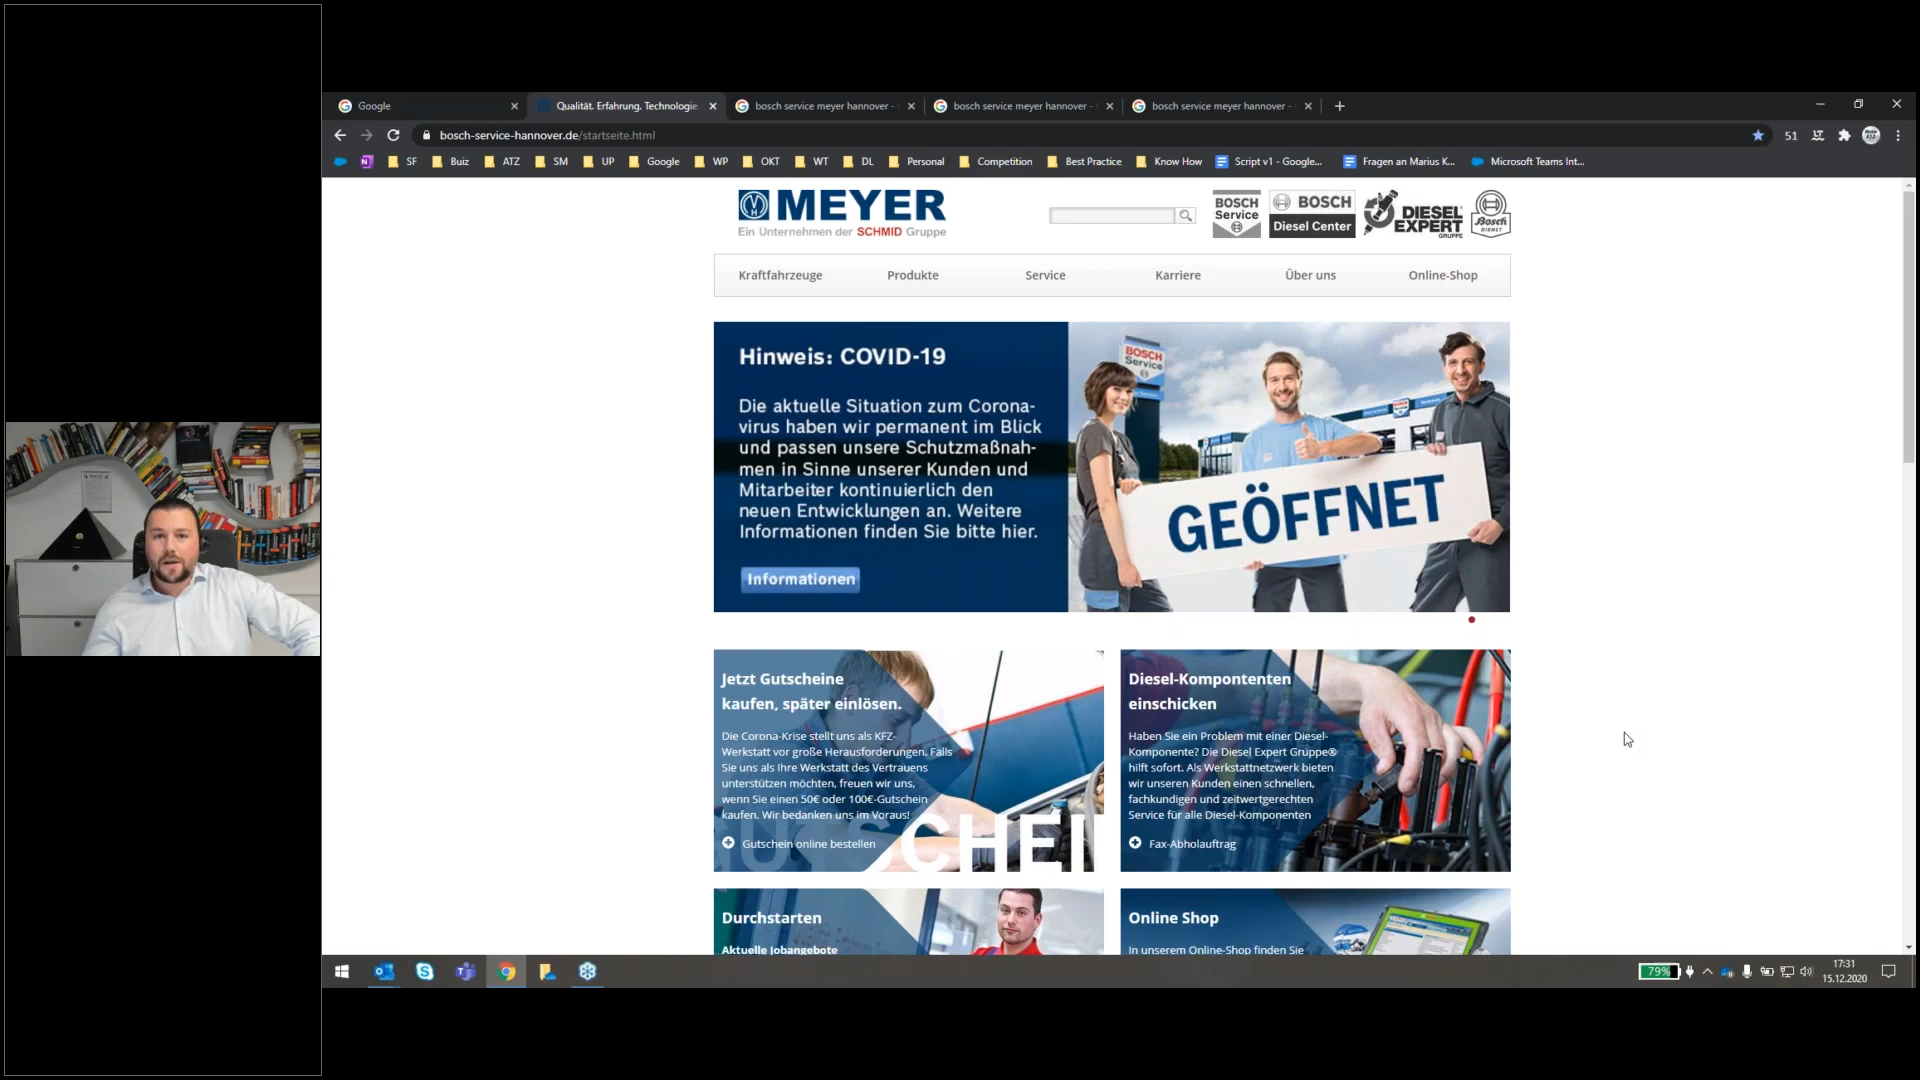 Google
Qualität. Erfahrung. Technologie.
bosch service meyer hannover -
bosch service meyer hannover -
bosch service meyer hannover -
bosch-service-hannover.de/startseite.html
51
SF
Buiz
ATZ
SM
UP
Google
WP
OKT
WT
DL
Personal
Competition
Best Practice
Know How
Script v1 - Google...
Fragen an Marius K...
Microsoft Teams Int...
MEYER
Ein Unternehmen der SCHMID Gruppe
BOSCH
Service
BOSCH
Diesel Center
DIESEL
EXPERT
GRUPPE
Bosch
DIENST
Kraftfahrzeuge
Produkte
Service
Karriere
Über uns
Online-Shop
Hinweis: COVID-19
Die aktuelle Situation zum Corona-
virus haben wir permanent im Blick
und passen unsere Schutzmaßnah-
men in Sinne unserer Kunden und
Mitarbeiter kontinuierlich den
neuen Entwicklungen an. Weitere
Informationen finden Sie bitte hier.
Informationen
BOSCH
Service
GEÖFFNET
Jetzt Gutscheine
kaufen, später einlösen.
Die Corona-Krise stellt uns als KFZ-
Werkstatt vor große Herausforderungen. Falls
Sie uns als Ihre Werkstatt des Vertrauens
unterstützen möchten, freuen wir uns,
wenn Sie einen 50€ oder 100€-Gutschein
kaufen. Wir bedanken uns im Voraus!
Gutschein online bestellen
GUTSCHEI
Diesel-Kompontenten
einschicken
Haben Sie ein Problem mit einer Diesel-
Komponente? Die Diesel Expert Gruppe®
hilft sofort. Als Werkstattnetzwerk bieten
wir unseren Kunden einen schnellen,
fachkundigen und zeitwertgerechten
Service für alle Diesel-Komponenten
Fax-Abholauftrag
Durchstarten
Aktuelle Jobangebote
Online Shop
In unserem Online-Shop finden Sie
79%
17:31
15.12.2020